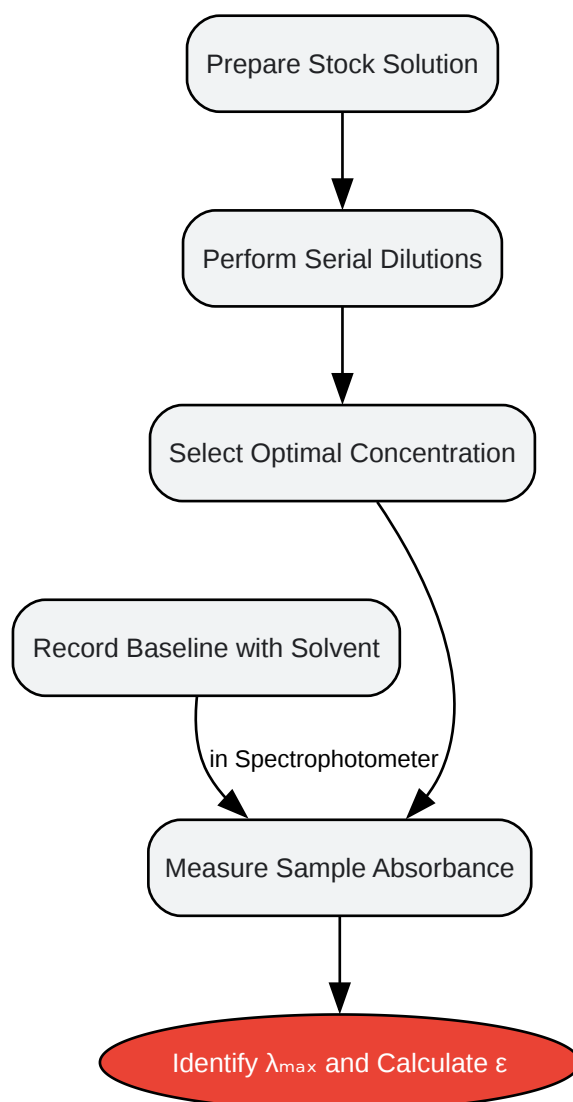 Prepare Stock Solution
Perform Serial Dilutions
Select Optimal Concentration
Record Baseline with Solvent
in Spectrophotometer
Measure Sample Absorbance
Identify λₘₐₓ and Calculate ε